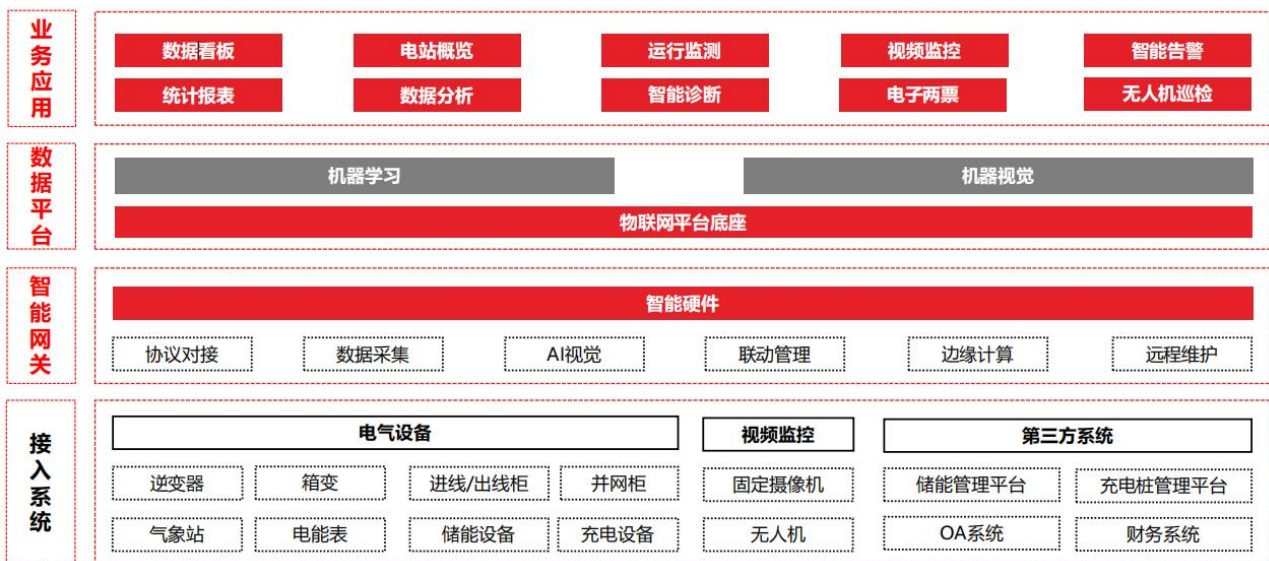 业务应用
数据看板 电站概览 运行监测 视频监控 智能告警
统计报表 数据分析 智能诊断 电子两票 无人机巡检
数据平台
机器学习 机器视觉
物联网平台底座
智能网关
智能硬件
协议对接 数据采集 AI视觉 联动管理 边缘计算 远程维护
接入系统
电气设备 视频监控 第三方系统
逆变器 箱变 进线/出线柜 并网柜 固定摄像机 储能管理平台 充电桩管理平台
气象站 电能表 储能设备 充电设备 无人机 OA系统 财务系统